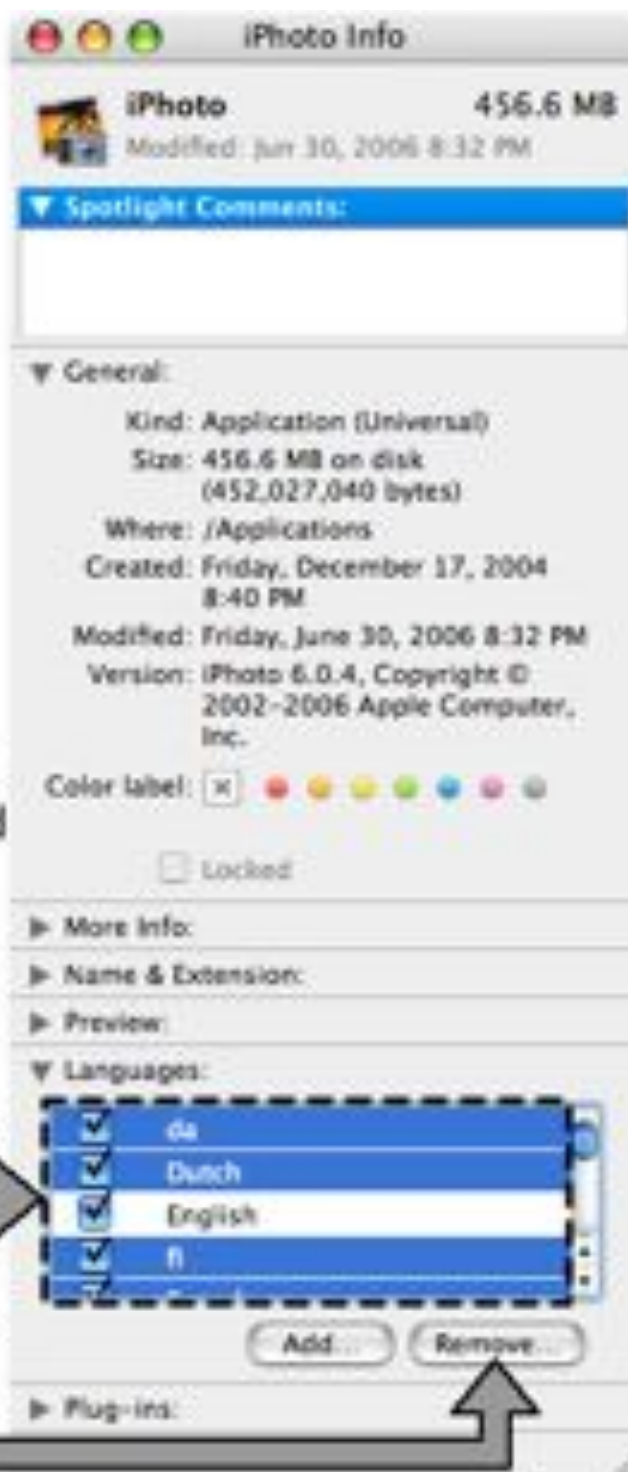 iPhoto Info
iPhoto 456.6 MB
Modified: Jun 30, 2006 8:32 PM
Spotlight Comments:
General:
Kind: Application (Universal)
Size: 456.6 MB on disk
(452,027,040 bytes)
Where: /Applications
Created: Friday, December 17, 2004
8:40 PM
Modified: Friday, June 30, 2006 8:32 PM
Version: iPhoto 6.0.4, Copyright ©
2002-2006 Apple Computer,
Inc.
Color label:
Locked
More Info:
Name & Extension:
Preview:
Languages:
da
Dutch
English
fi
Add... Remove...
Plug-ins: